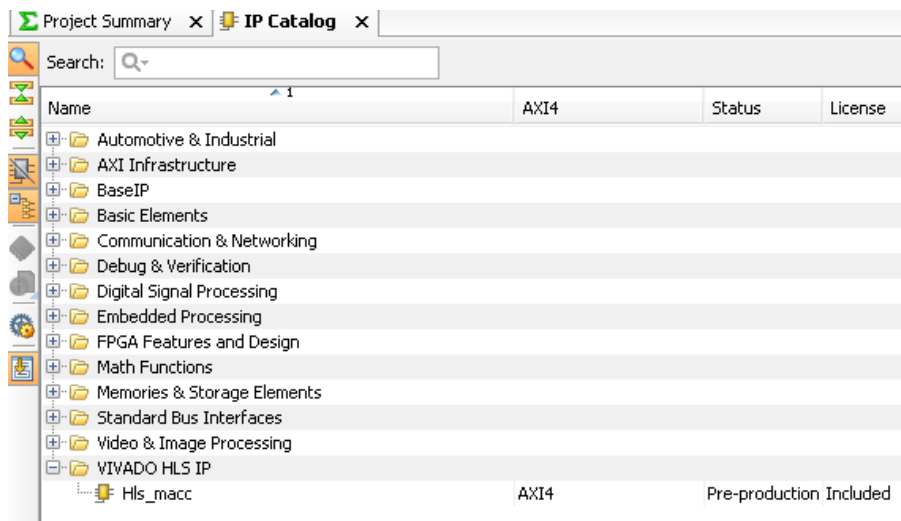 Project Summary x IP Catalog x
Search:
1
Name AXI4 Status License
Automotive & Industrial
AXI Infrastructure
BaseIP
Basic Elements
Communication & Networking
Debug & Verification
Digital Signal Processing
Embedded Processing
FPGA Features and Design
Math Functions
Memories & Storage Elements
Standard Bus Interfaces
Video & Image Processing
VIVADO HLS IP
Hls_macc AXI4 Pre-production Included